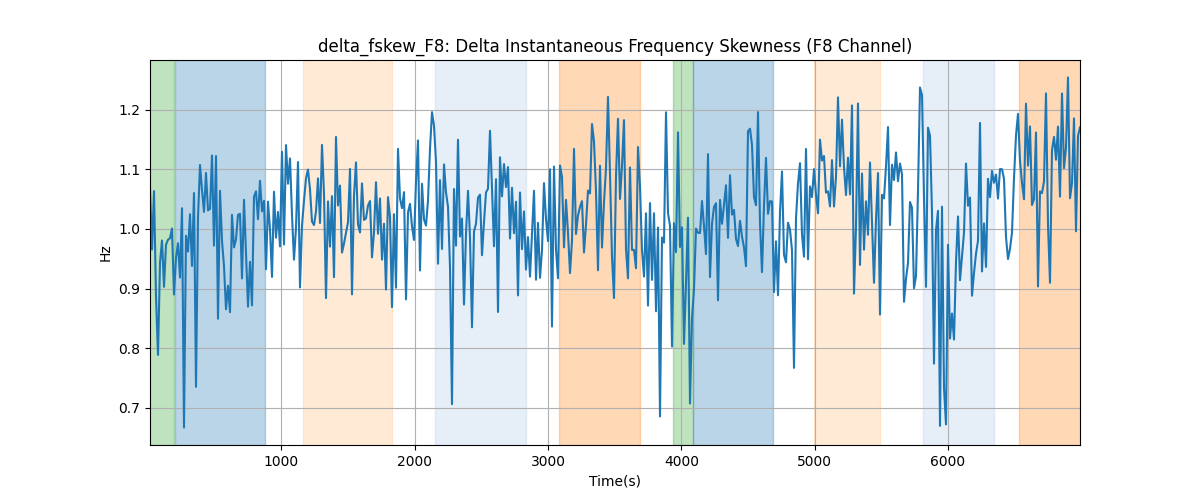 delta_fskew_F8: Delta Instantaneous Frequency Skewness (F8 Channel)
1.2
1.1
1.0
0.9
0.8
0.7
Hz
1000 2000 3000 4000 5000 6000
Time(s)